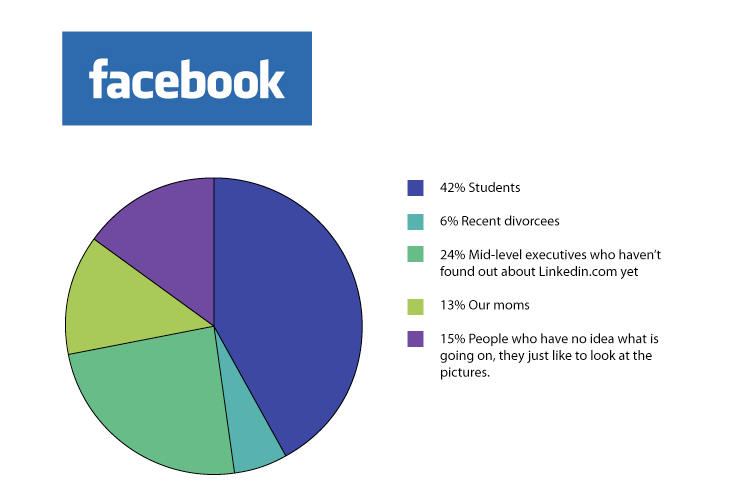 facebook
42% Students
6% Recent divorcees
24% Mid-level executives who haven't
found out about Linkedin.com yet
13% Our moms
15% People who have no idea what is
going on, they just like to look at the
pictures.